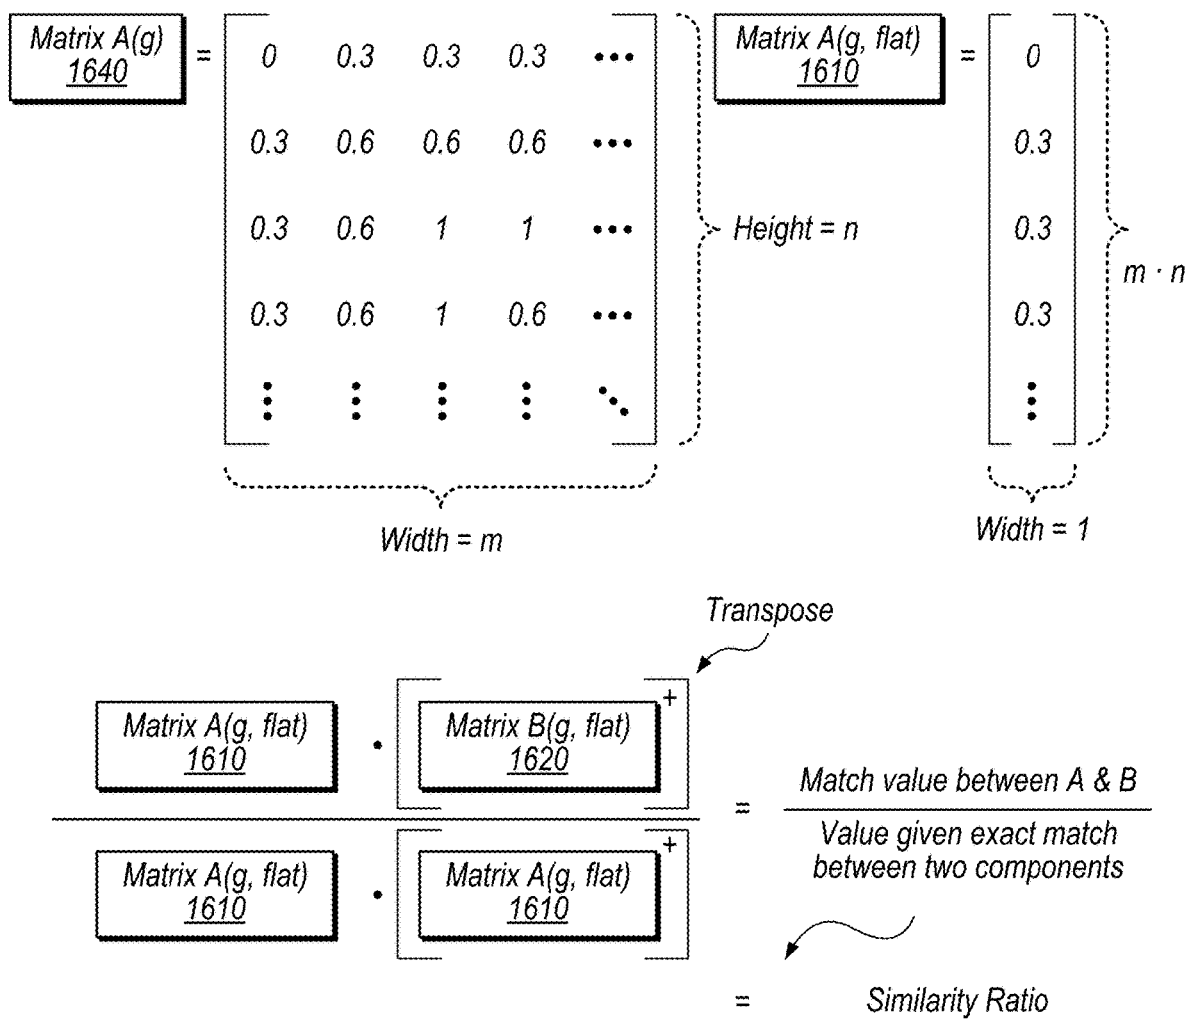 Matrix A(g)
1640
=
0 0.3 0.3 0.3 •••
0.3 0.6 0.6 0.6 •••
0.3 0.6 1 1 •••
0.3 0.6 1 0.6 •••
Height = n
Width = m
Matrix A(g, flat)
1610
=
0
0.3
0.3
0.3
m · n
Width = 1
Transpose
Matrix A(g, flat)
1610
•
Matrix B(g, flat)
1620
+
Matrix A(g, flat)
1610
•
Matrix A(g, flat)
1610
+
=
Match value between A & B
Value given exact match
between two components
= Similarity Ratio